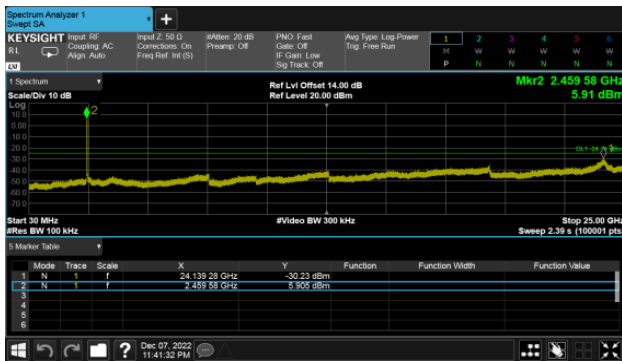 Spectrum Analyzer 1
Swept SA
KEYSIGHT Input: RF Input Z: 50 Ω #Atten: 20 dB PNO: Fast Avg Type: Log-Power 1 2 3 4 5 6
RL Coupling: AC Corrections: On Preamp: Off Gate: Off Trig: Free Run M W W W W W
Align: Auto Freq Ref: Int (S) IF Gain: Low P N N N N N
LXI Sig Track: Off
1 Spectrum Ref Lvl Offset 14.00 dB Mkr2 2.459 58 GHz
Scale/Div 10 dB Ref Level 20.00 dBm 5.91 dBm
Log
10.0 2
0.00
-10.0
-20.0 DL1
-30.0 1
-40.0
-50.0
-60.0
-70.0
Start 30 MHz #Video BW 300 kHz Stop 25.00 GHz
#Res BW 100 kHz Sweep 2.39 s (100001 pts)
5 Marker Table
Mode Trace Scale X Y Function Function Width Function Value
1 N 1 f 24.139 28 GHz -30.23 dBm
2 N 1 f 2.459 58 GHz 5.905 dBm
3
4
5
6
? Dec 07, 2022
11:41:32 PM